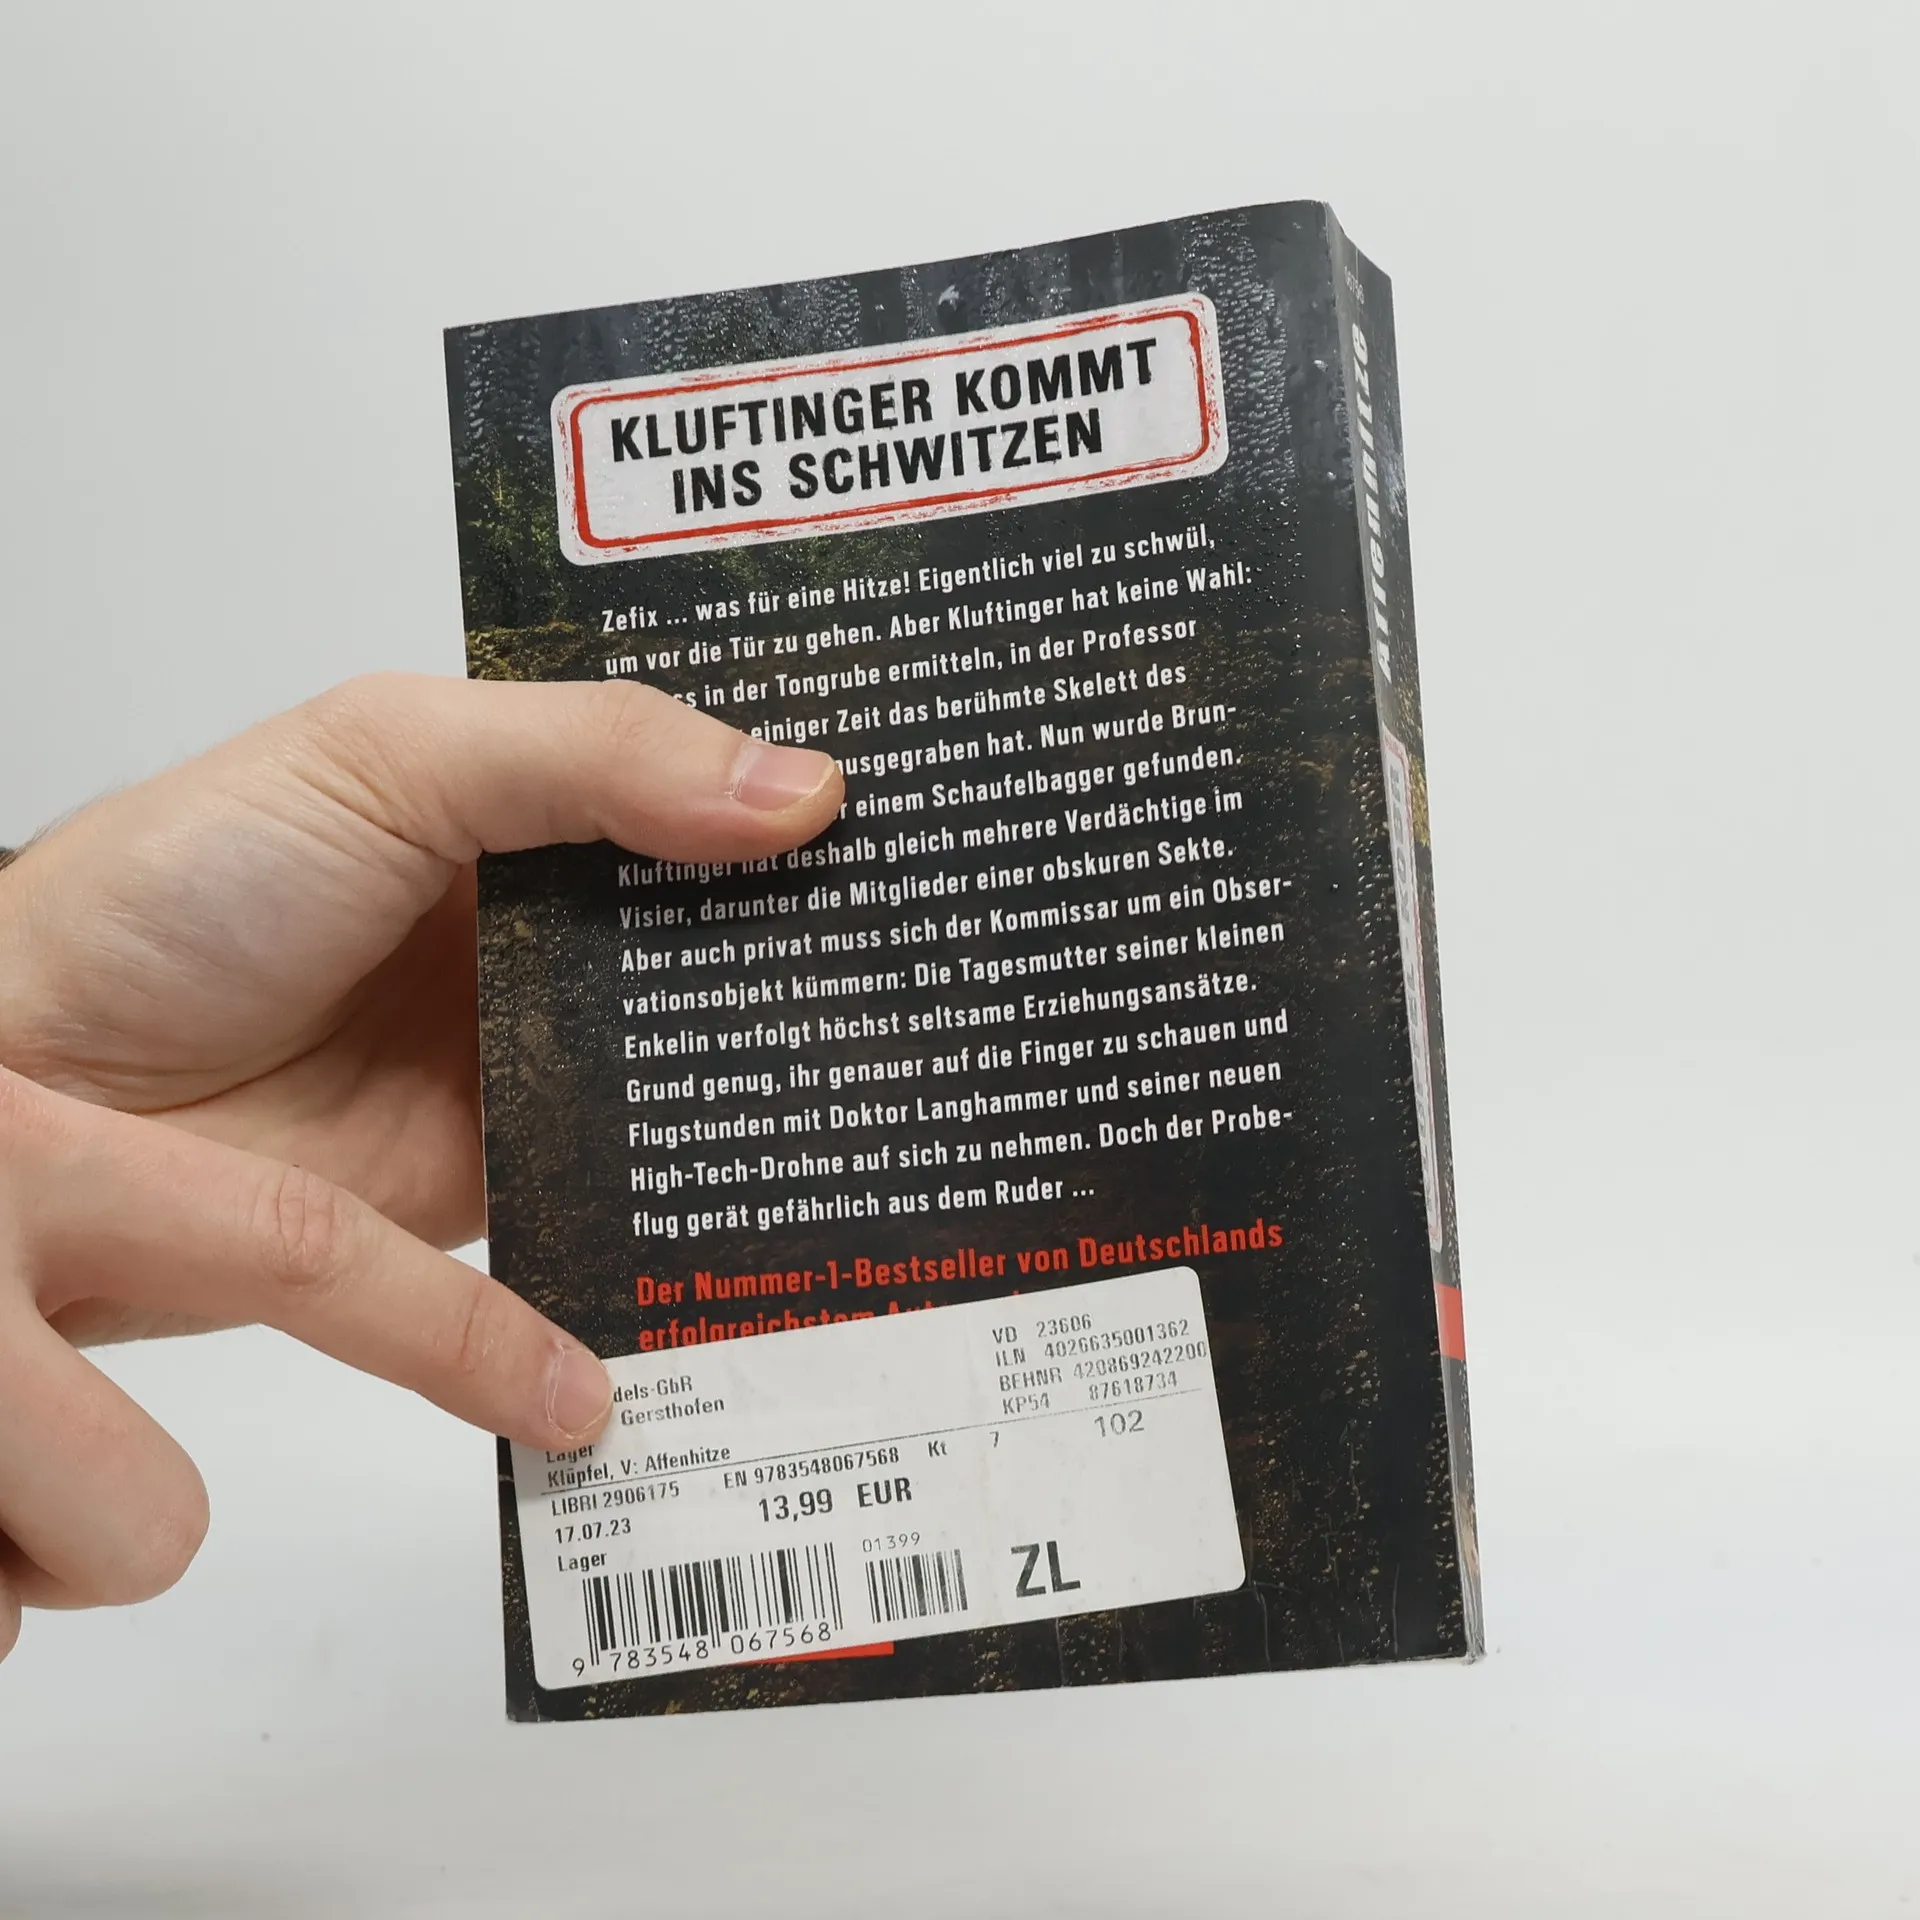 KLUFTINGER KOMMT
INS SCHWITZEN
Zefix ... was für eine Hitze! Eigentlich viel zu schwül,
um vor die Tür zu gehen. Aber Kluftinger hat keine Wahl:
in der Tongrube ermitteln, in der Professor
einiger Zeit das berühmte Skelett des
hat. Nun wurde Brun-
einem Schaufelbagger gefunden.
Kluftinger hat deshalb gleich mehrere Verdächtige im
Visier, darunter die Mitglieder einer obskuren Sekte.
Aber auch privat muss sich der Kommissar um ein Obser-
vationsobjekt kümmern: Die Tagesmutter seiner kleinen
Enkelin verfolgt höchst seltsame Erziehungsansätze.
Grund genug, ihr genauer auf die Finger zu schauen und
Flugstunden mit Doktor Langhammer und seiner neuen
High-Tech-Drohne auf sich zu nehmen. Doch der Probe-
flug gerät gefährlich aus dem Ruder ...
Der Nummer-1-Bestseller von Deutschlands
erfolgreichstem
VD 23606
ILN 4026635001362
BEHNR 420869242200
KP54 87618734
dels-GbR
Gersthofen
Lager
Klüpfel, V: Affenhitze
Kt 7 102
LIBRI 2906175 EN 9783548067568
17.07.23 13,99 EUR
Lager
01399
ZL
9 783548 067568
Affenhitze